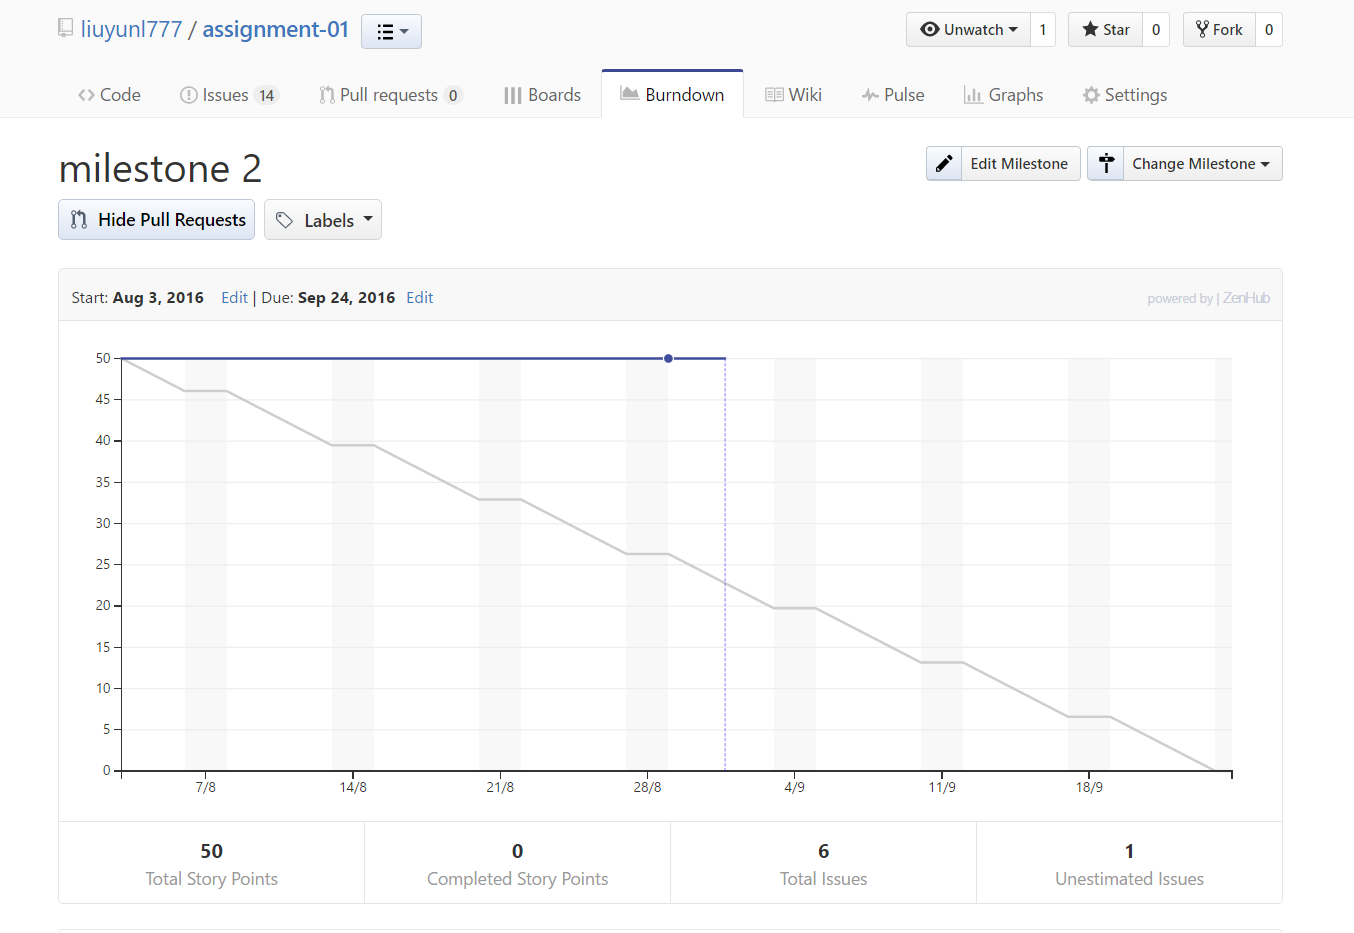 liuyunl777 / assignment-01
Unwatch 1 Star 0 Fork 0
Code Issues 14 Pull requests 0 Boards Burndown Wiki Pulse Graphs Settings
milestone 2
Edit Milestone Change Milestone
Hide Pull Requests Labels
Start: Aug 3, 2016 Edit | Due: Sep 24, 2016 Edit
powered by | ZenHub
50
45
40
35
30
25
20
15
10
5
0
7/8 14/8 21/8 28/8 4/9 11/9 18/9
50 0 6 1
Total Story Points Completed Story Points Total Issues Unestimated Issues